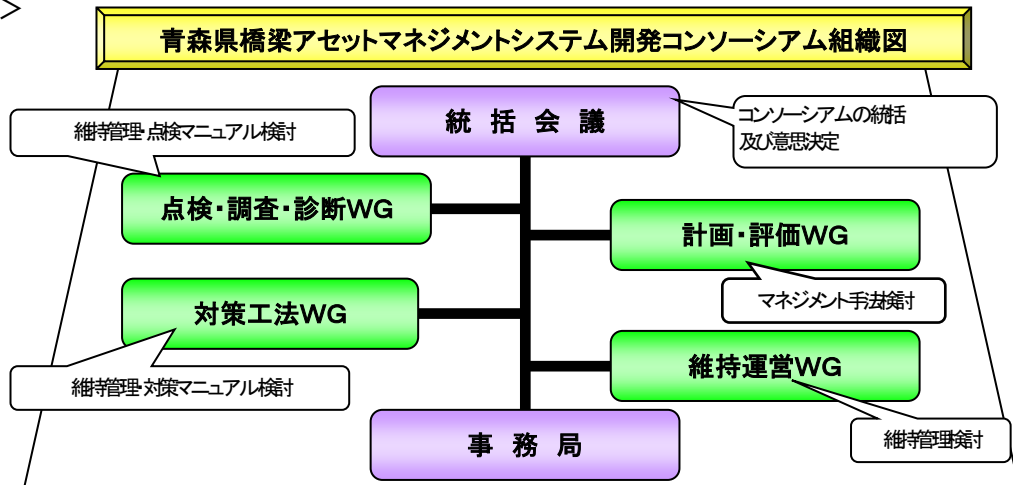 青森県橋梁アセットマネジメントシステム開発コンソーシアム組織図
統 括 会 議
コンソーシアムの統括
及び意思決定
維持管理・点検マニュアル検討
点検・調査・診断WG
計画・評価WG
マネジメント手法検討
対策工法WG
維持管理・対策マニュアル検討
維持運営WG
維持管理検討
事 務 局